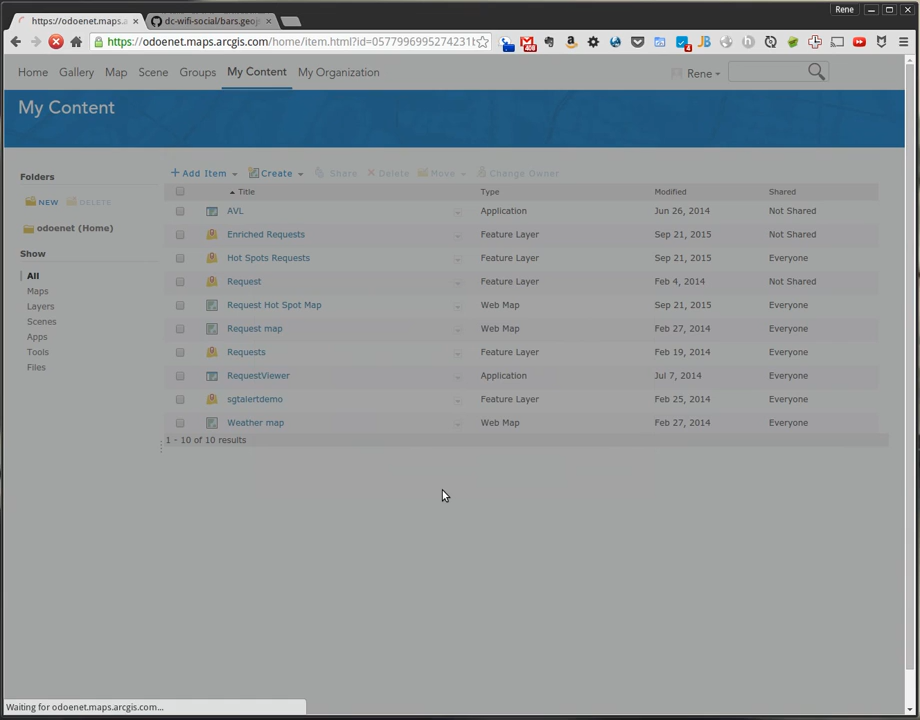 Rene
https://odoenet.maps.a
dc-wifi-social/bars.geoj
https://odoenet.maps.arcgis.com/home/item.html?id=0577996995274231b
Home Gallery Map Scene Groups My Content My Organization Rene
My Content
Folders
NEW DELETE
odoenet (Home)
Show
All
Maps
Layers
Scenes
Apps
Tools
Files
Add Item Create Share Delete Move Change Owner
Title Type Modified Shared
AVL Application Jun 26, 2014 Not Shared
Enriched Requests Feature Layer Sep 21, 2015 Not Shared
Hot Spots Requests Feature Layer Sep 21, 2015 Everyone
Request Feature Layer Feb 4, 2014 Not Shared
Request Hot Spot Map Web Map Sep 21, 2015 Everyone
Request map Web Map Feb 27, 2014 Everyone
Requests Feature Layer Feb 19, 2014 Everyone
RequestViewer Application Jul 7, 2014 Everyone
sgtalertdemo Feature Layer Feb 25, 2014 Everyone
Weather map Web Map Feb 27, 2014 Everyone
1 - 10 of 10 results
Waiting for odoenet.maps.arcgis.com...